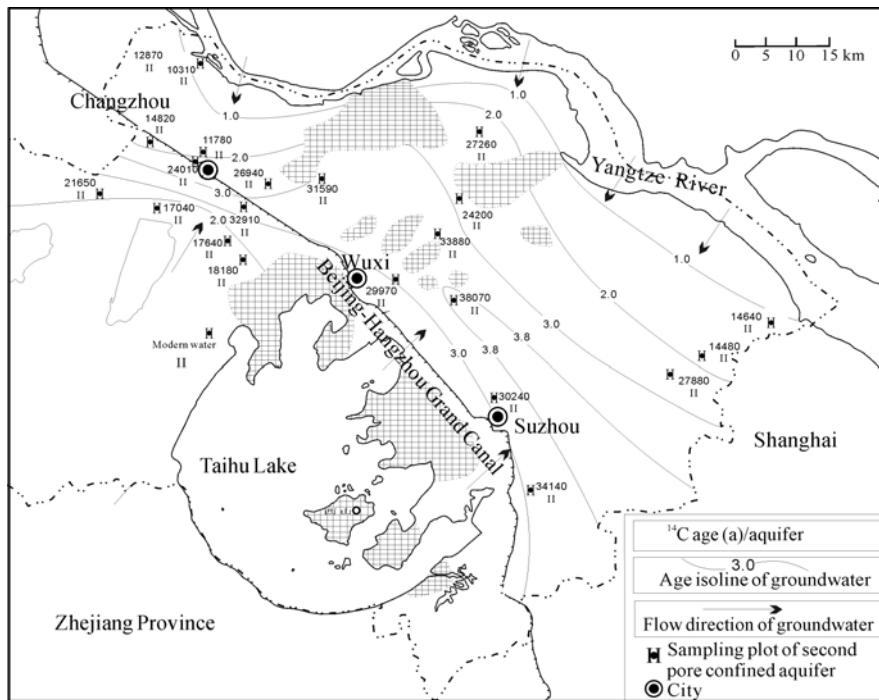 12870
II
10310
II
0 5 10 15 km
Changzhou
14820
II
1.0
1.0
2.0
11780
II
2.0
27260
II
24010
II
26940
II
31590
II
3.0
Yangtze River
21650
II
17040
II
2.0
32910
II
24200
II
17640
II
33880
II
1.0
18180
II
Wuxi
29970
II
38070
II
2.0
Beijing-Hangzhou Grand Canal
3.0
14640
II
Modern water
II
3.8
3.8
3.0
14480
II
27880
II
30240
II
Suzhou
Shanghai
Taihu Lake
34140
II
Zhejiang Province
14C age (a)/aquifer
3.0
Age isoline of groundwater
Flow direction of groundwater
Sampling plot of second
pore confined aquifer
City